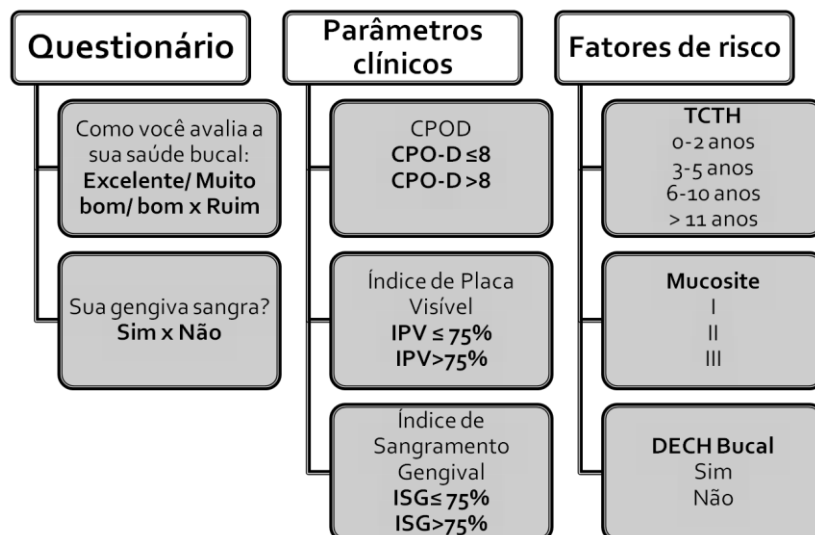 Questionário
Como você avalia a
sua saúde bucal:
Excelente/ Muito
bom/ bom x Ruim
Sua gengiva sangra?
Sim x Não
Parâmetros
clínicos
CPOD
CPO-D ≤8
CPO-D >8
Índice de Placa
Visível
IPV ≤ 75%
IPV>75%
Índice de
Sangramento
Gengival
ISG≤ 75%
ISG>75%
Fatores de risco
TCTH
0-2 anos
3-5 anos
6-10 anos
> 11 anos
Mucosite
I
II
III
DECH Bucal
Sim
Não